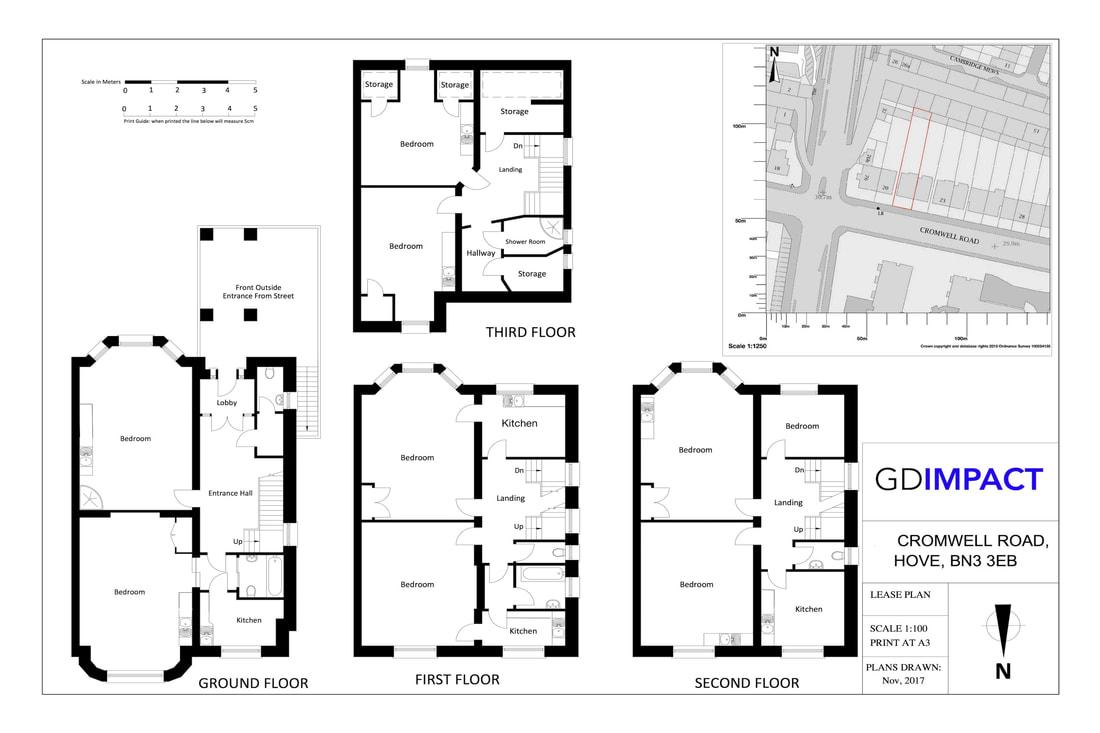 Scale in Meters
0 1 2 3 4 5
0 1 2 3 4 5
Print Guide: when printed the line below will measure 5cm
Storage
Storage
Storage
Bedroom
Dn
Landing
Bedroom
Shower Room
Hallway
Storage
THIRD FLOOR
Front Outside
Entrance From Street
Lobby
Bedroom
Entrance Hall
Up
Bedroom
Kitchen
GROUND FLOOR
Kitchen
Bedroom
Dn
Landing
Up
Bedroom
Kitchen
FIRST FLOOR
Bedroom
Bedroom
Dn
Landing
Up
Bedroom
Kitchen
SECOND FLOOR
N
CAMBRIDGE MEWS
CROMWELL ROAD
100m
50m
0m
0m
50m
100m
Scale 1:1250
Crown copyright and database rights 2015 Ordnance Survey 100034150
GDIMPACT
CROMWELL ROAD,
HOVE, BN3 3EB
LEASE PLAN
SCALE 1:100
PRINT AT A3
PLANS DRAWN:
Nov, 2017
N